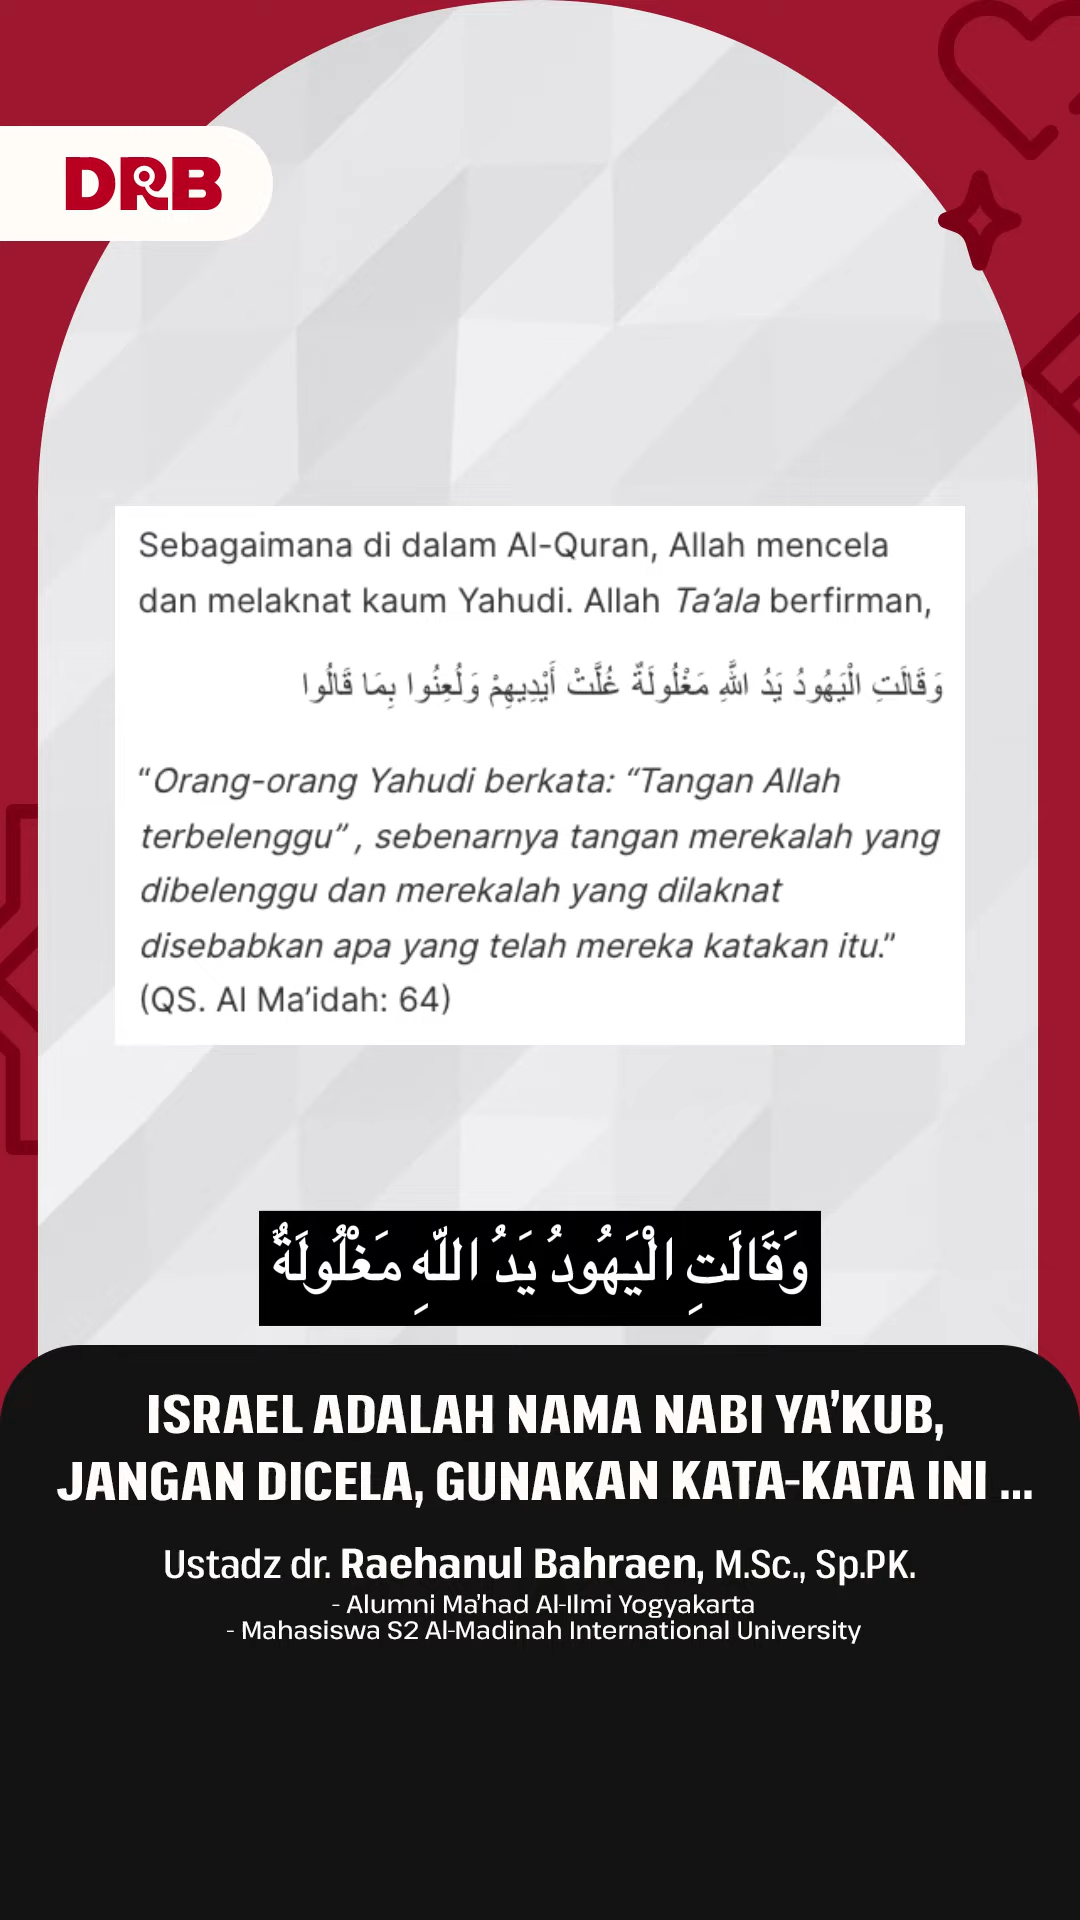 DRB
Sebagaimana di dalam Al-Quran, Allah mencela
dan melaknat kaum Yahudi. Allah Ta’ala berfirman,
وَقَالَتِ الْيَهُودُ يَدُ اللَّهِ مَغْلُولَةٌ غُلَّتْ أَيْدِيهِمْ وَلُعِنُوا بِمَا قَالُوا
“Orang-orang Yahudi berkata: “Tangan Allah
terbelenggu” , sebenarnya tangan merekalah yang
dibelenggu dan merekalah yang dilaknat
disebabkan apa yang telah mereka katakan itu.”
(QS. Al Ma’idah: 64)
وَقَالَتِ الْيَهُودُ يَدُ اللَّهِ مَغْلُولَةٌ
ISRAEL ADALAH NAMA NABI YA’KUB,
JANGAN DICELA, GUNAKAN KATA-KATA INI ...
Ustadz dr. Raehanul Bahraen, M.Sc., Sp.PK.
- Alumni Ma’had Al-Ilmi Yogyakarta
- Mahasiswa S2 Al-Madinah International University